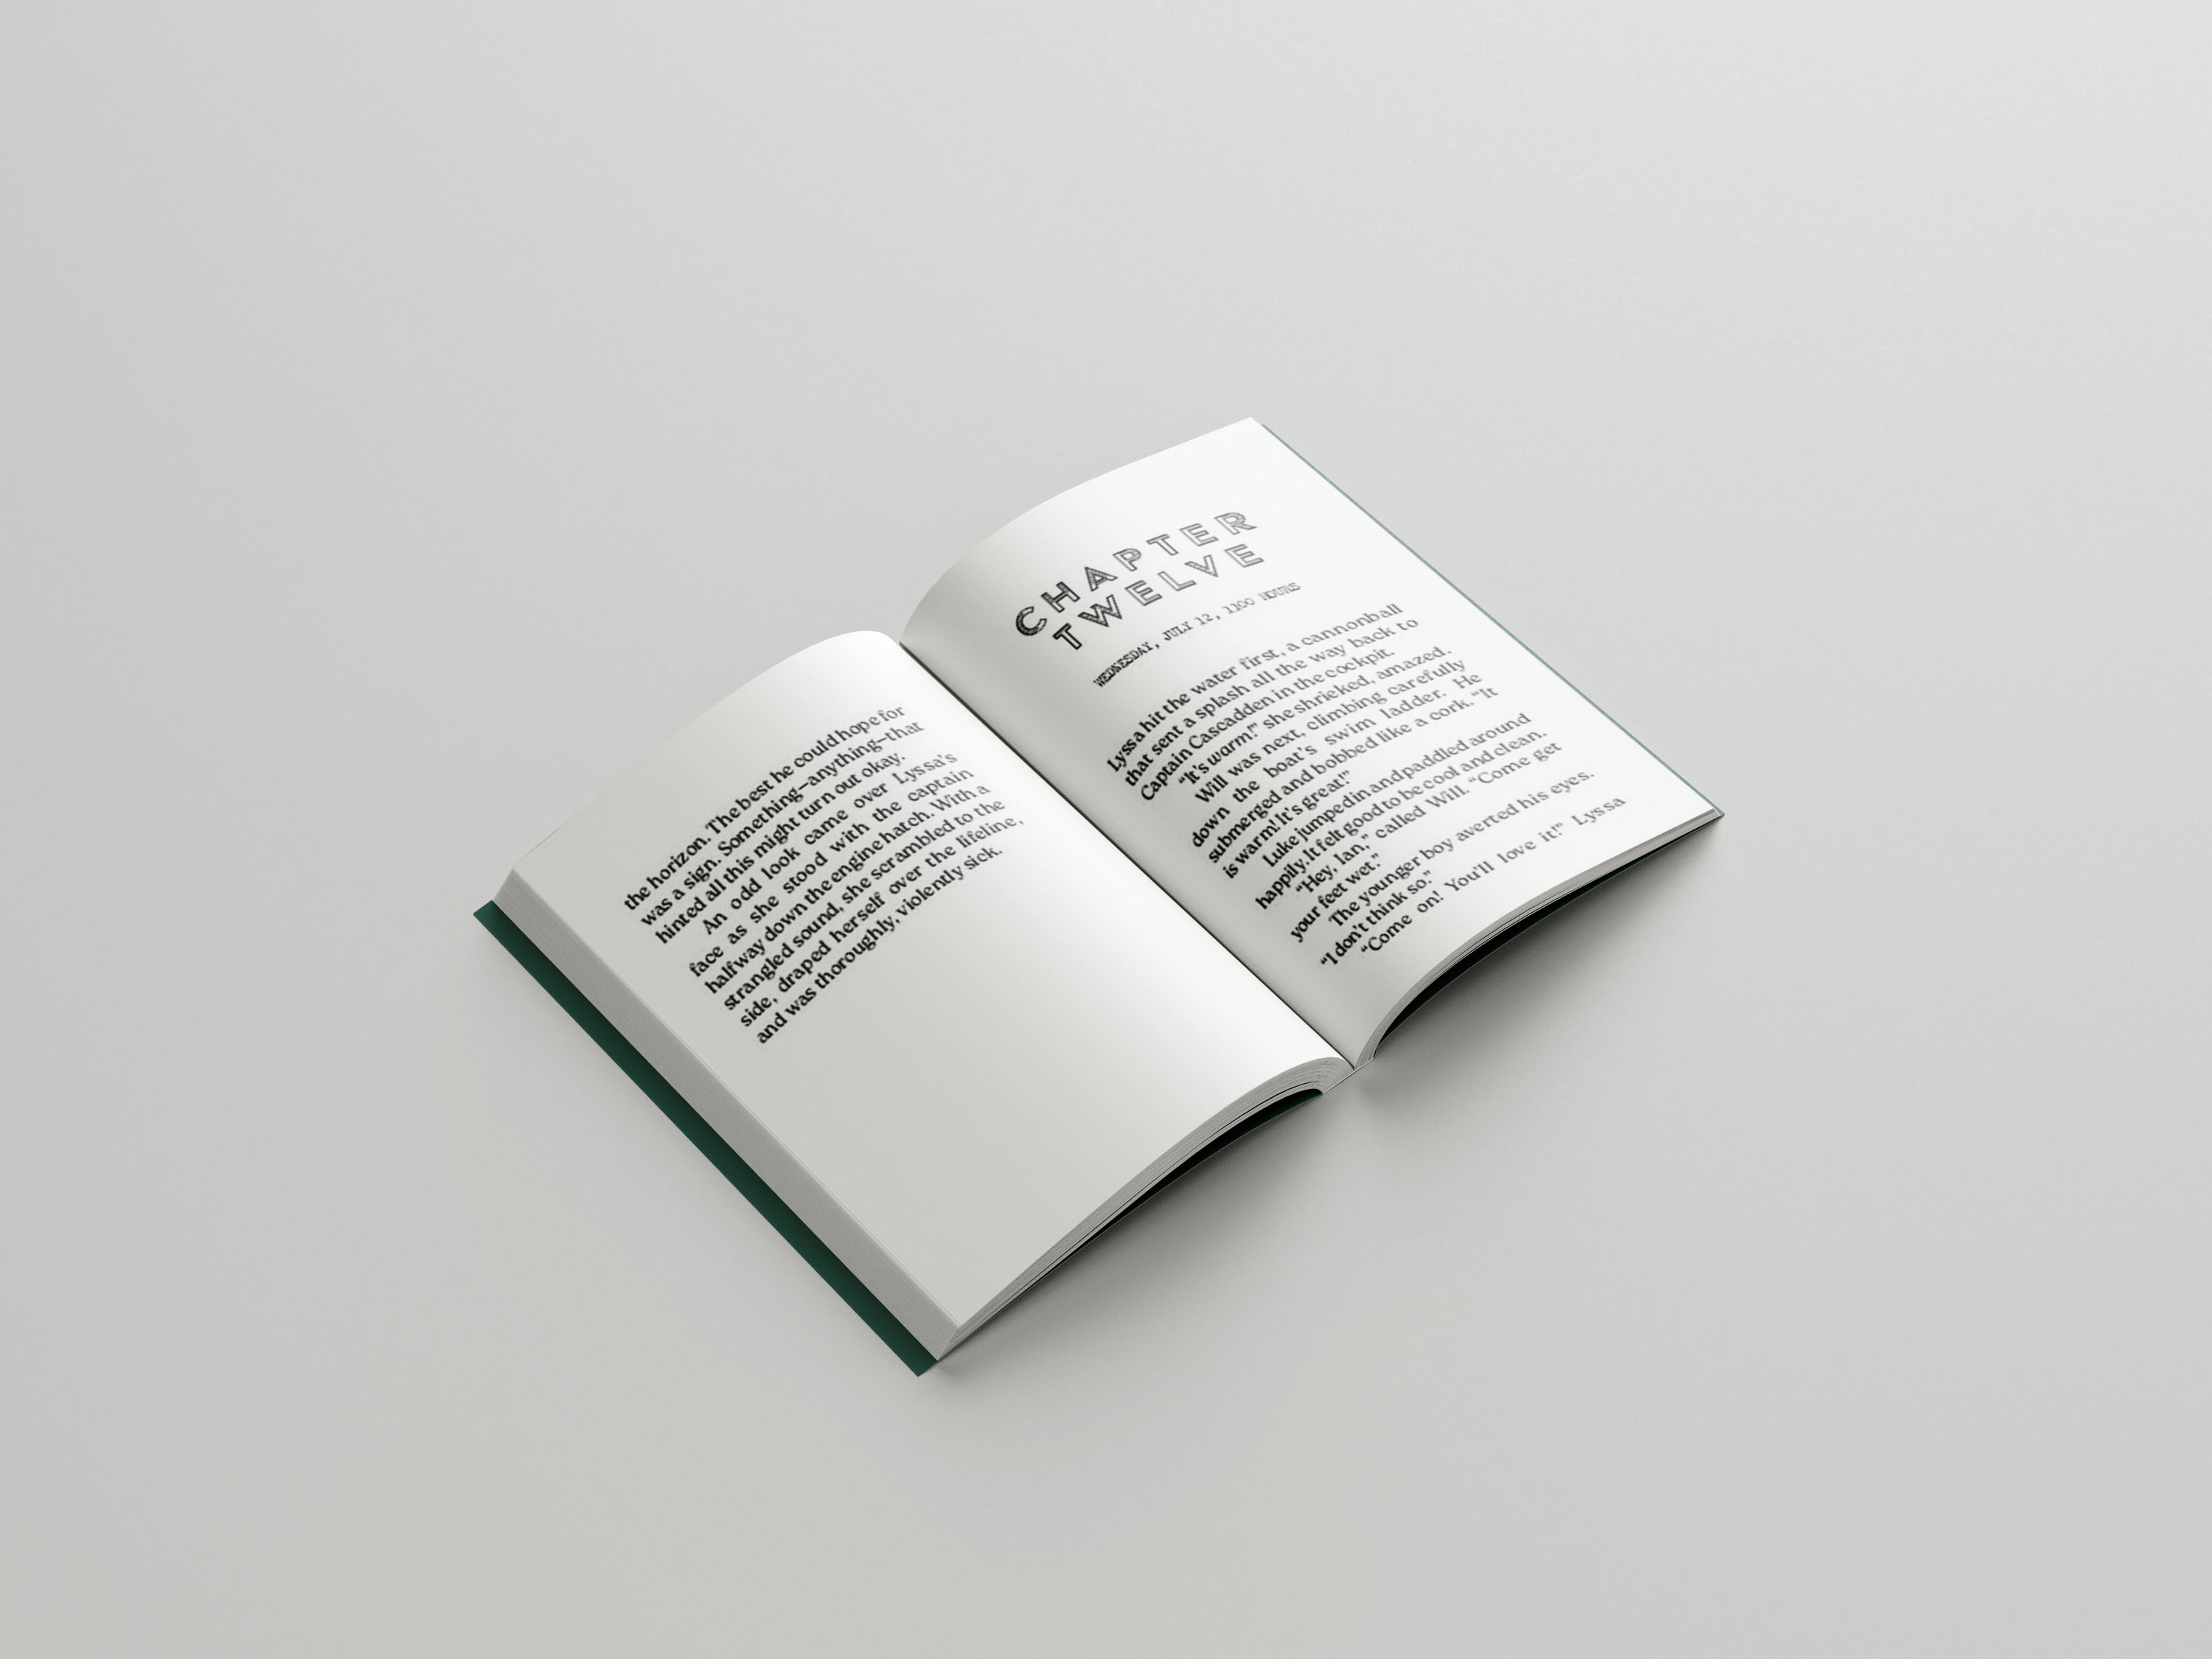 the horizon. The best he could hope for
was a sign. Something—anything—that
hinted all this might turn out okay.
An odd look came over Lyssa's
face as she stood with the captain
halfway down the engine hatch. With a
strangled sound, she scrambled to the
side, draped herself over the lifeline,
and was thoroughly, violently sick.
CHAPTER
TWELVE
WEDNESDAY, JULY 12, 1100 HOURS
Lyssa hit the water first, a cannonball
that sent a splash all the way back to
Captain Cascadden in the cockpit.
“It's warm!” she shrieked, amazed.
Will was next, climbing carefully
down the boat's swim ladder. He
submerged and bobbed like a cork. “It
is warm! It's great!”
Luke jumped in and paddled around
happily. It felt good to be cool and clean.
“Hey, Ian,” called Will. “Come get
your feet wet.”
The younger boy averted his eyes.
“I don't think so.”
“Come on! You'll love it!” Lyssa